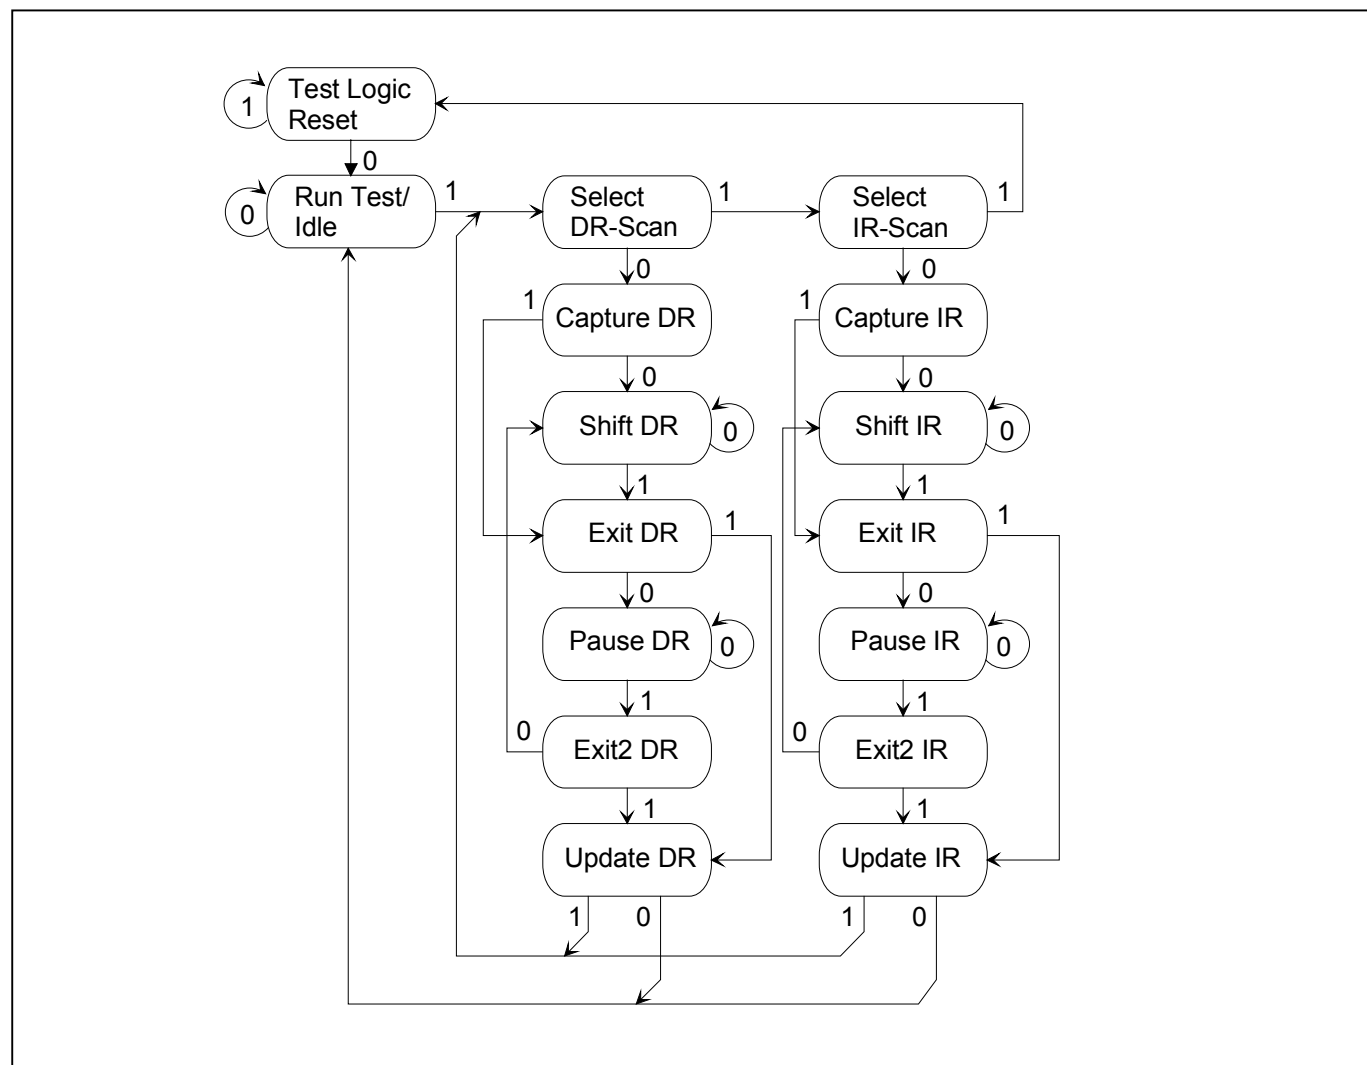 Test Logic
Reset
1
0
Run Test/
Idle
0
1
Select
DR-Scan
1
Select
IR-Scan
1
0
0
1
Capture DR
1
Capture IR
0
0
Shift DR
0
Shift IR
0
1
1
Exit DR
1
Exit IR
1
0
0
Pause DR
0
Pause IR
0
1
1
0
Exit2 DR
0
Exit2 IR
1
1
Update DR
Update IR
1
0
1
0